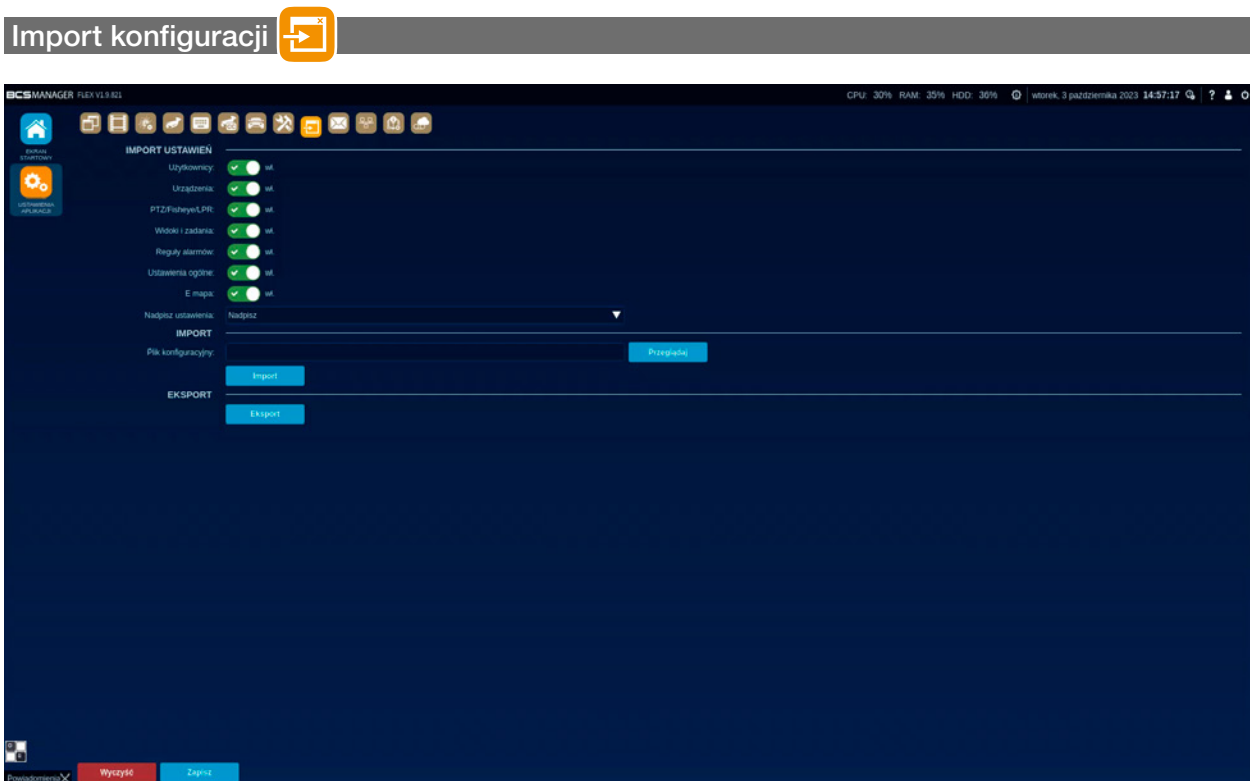 Import konfiguracji
BCSMANAGER FLEX V1.9.821
CPU: 30% RAM: 35% HDD: 36% wtorek, 3 października 2023 14:57:17 ?
EKRAN
STARTOWY
USTAWIENIA
APLIKACJI
IMPORT USTAWIEŃ
Użytkownicy: wł.
Urządzenia: wł.
PTZ/Fisheye/LPR: wł.
Widoki i zadania: wł.
Reguły alarmów: wł.
Ustawienia ogólne: wł.
E mapa: wł.
Nadpisz ustawienia: Nadpisz
IMPORT
Plik konfiguracyjny: Przeglądaj
Import
EKSPORT
Eksport
Powiadomienia
Wyczyść Zapisz